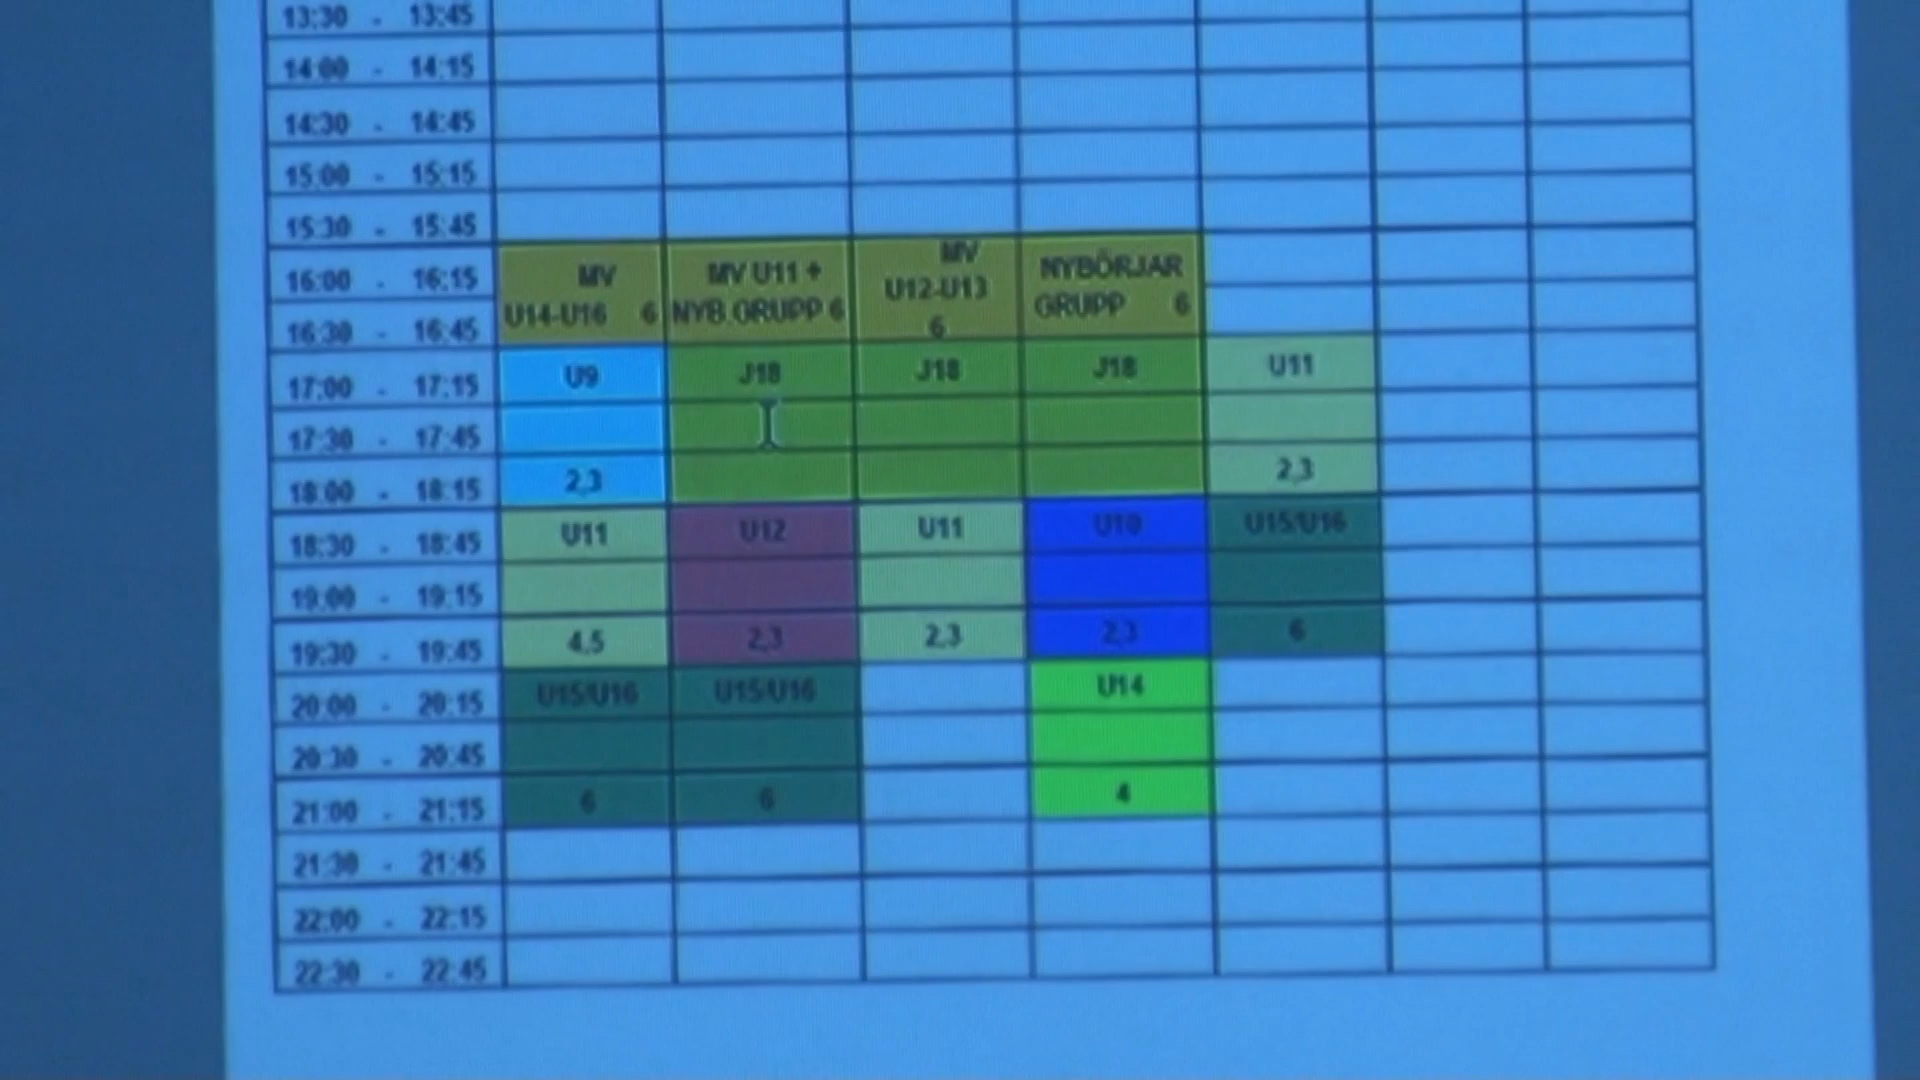 13:30 - 13:45
14:00 - 14:15
14:30 - 14:45
15:00 - 15:15
15:30 - 15:45
16:00 - 16:15 MV MV U11 + MV NYBÖRJAR
U12-U13
16:30 - 16:45 U14-U16 6 NYB.GRUPP 6 6 GRUPP 6
17:00 - 17:15 U9 J18 J18 J18 U11
17:30 - 17:45
18:00 - 18:15 2,3 2,3
18:30 - 18:45 U11 U12 U11 U10 U15/U16
19:00 - 19:15
19:30 - 19:45 4,5 2,3 2,3 2,3 6
20:00 - 20:15 U15/U16 U15/U16 U14
20:30 - 20:45
21:00 - 21:15 6 6 4
21:30 - 21:45
22:00 - 22:15
22:30 - 22:45